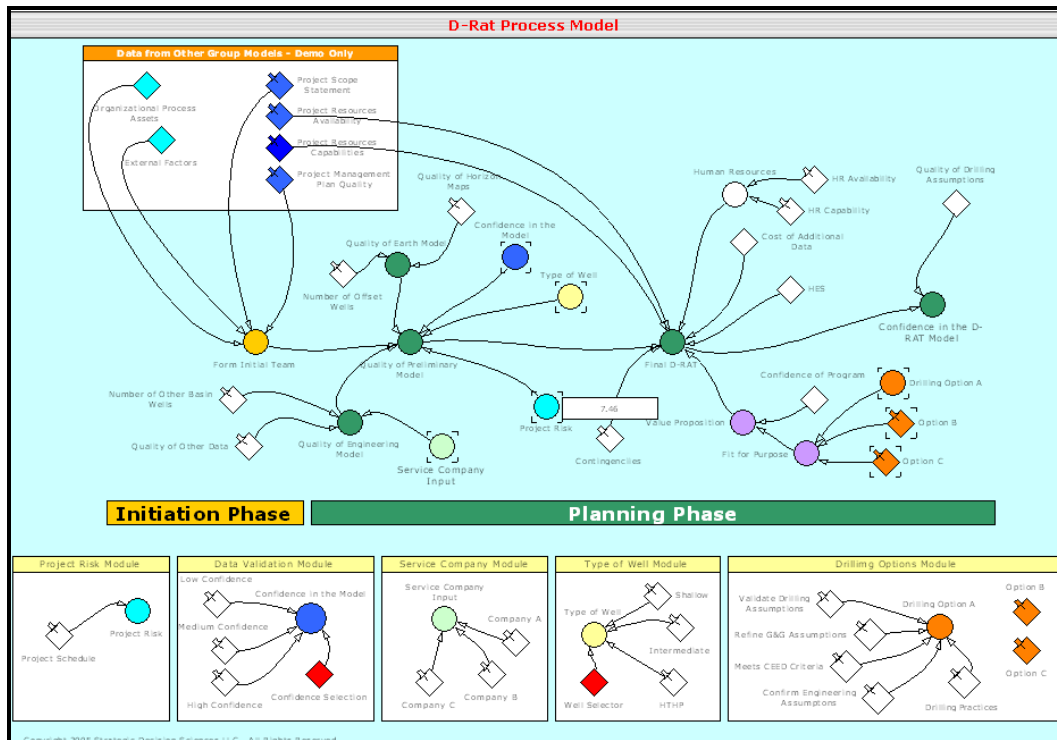 D-Rat Process Model
Data from Other Group Models - Demo Only
Organizational Process
Assets
External Factors
Project Scope
Statement
Project Resources
Availability
Project Resources
Capabilities
Project Management
Plan Quality
Quality of Horizon
Maps
Quality of Earth Model
Confidence in the
Model
Number of Offset
Wells
Type of Well
Human Resources
HR Availability
HR Capability
Cost of Additional
Data
HES
Quality of Drilling
Assumptions
Confidence in the D-
RAT Model
Form Initial Team
Quality of Preliminary
Model
Final D-RAT
Number of Other Basin
Wells
Quality of Other Data
Quality of Engineering
Model
Service Company
Input
Project Risk
7.46
Contingencies
Confidence of Program
Value Proposition
Fit for Purpose
Drilling Option A
Option B
Option C
Initiation Phase
Planning Phase
Project Risk Module
Project Risk
Project Schedule
Data Validation Module
Low Confidence
Confidence in the Model
Medium Confidence
High Confidence
Confidence Selection
Service Company Module
Service Company
Input
Company A
Company B
Company C
Type of Well Module
Type of Well
Shallow
Intermediate
HTHP
Well Selector
Drillimg Options Module
Validate Drilling
Assumptions
Refine G&G Assumptions
Meets CEED Criteria
Confirm Engineering
Assumptons
Drilling Option A
Drilling Practices
Option B
Option C